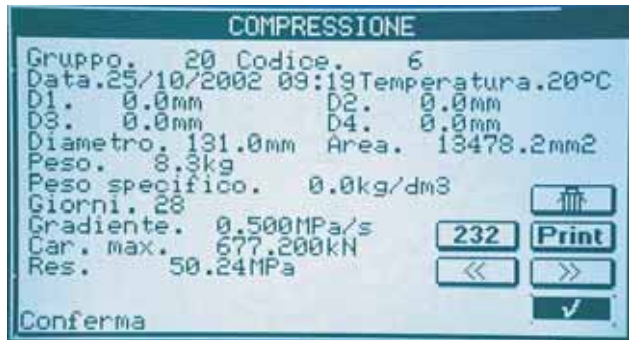 COMPRESSIONE
Gruppo. 20 Codice. 6
Data.25/10/2002 09:19Temperatura.20°C
D1. 0.0mm D2. 0.0mm
D3. 0.0mm D4. 0.0mm
Diametro. 131.0mm Area. 13478.2mm2
Peso. 8.3kg
Peso specifico. 0.0kg/dm3
Giorni. 28
Gradiente. 0.500MPa/s
Car. max. 677.200kN
Res. 50.24MPa
232 Print
<< >>
Conferma